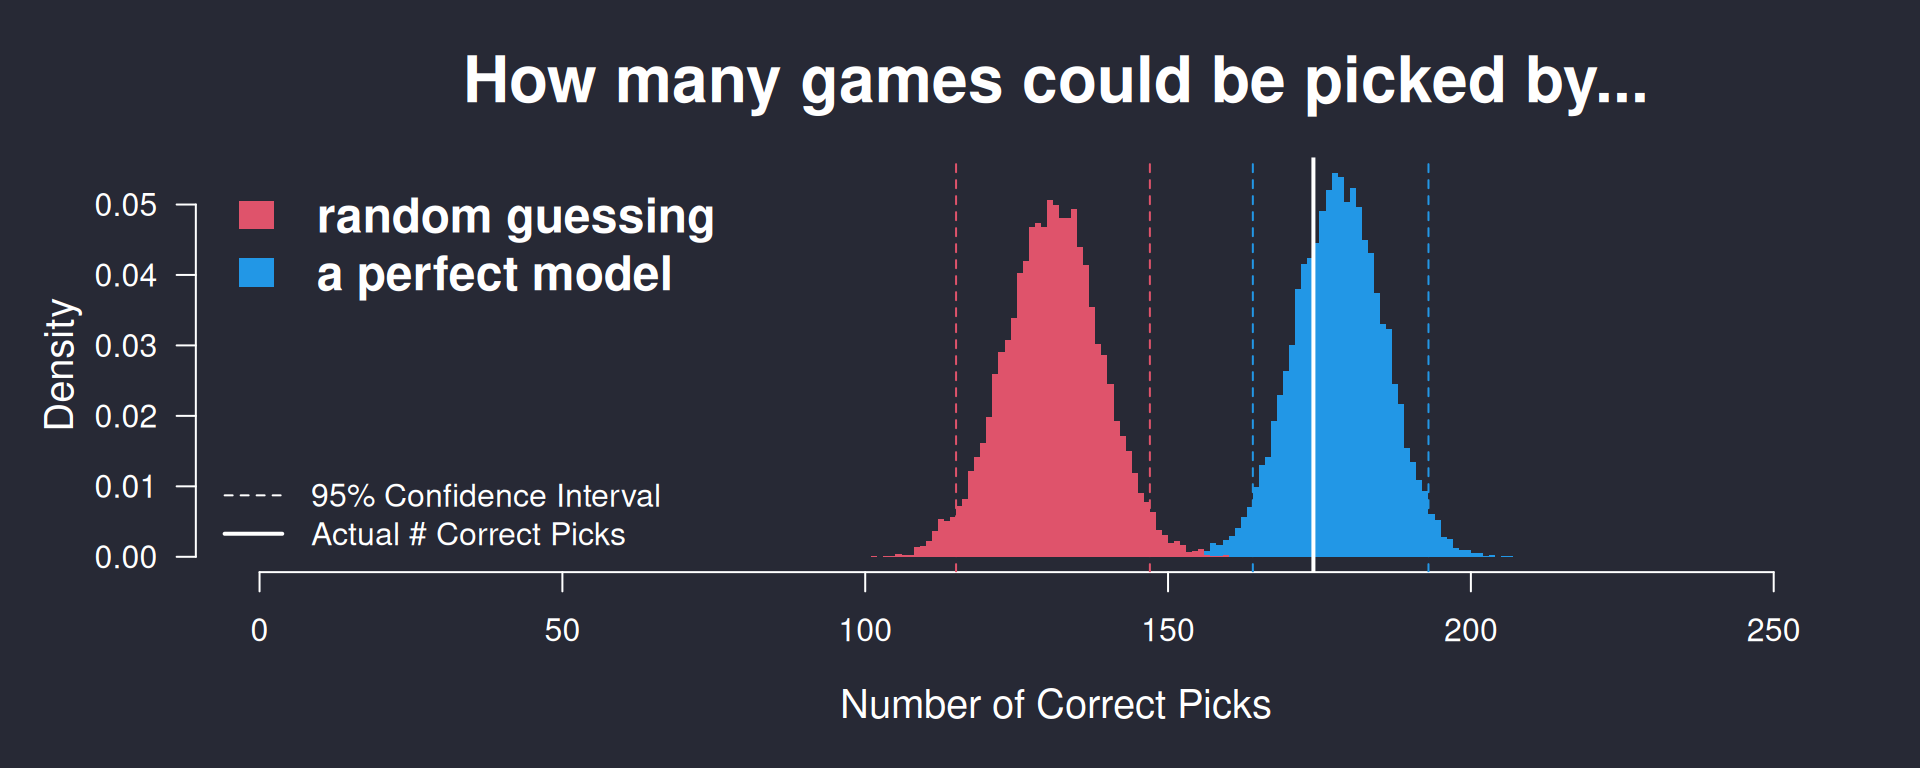 How many games could be picked by...
random guessing
a perfect model
Density
0.05
0.04
0.03
0.02
0.01
0.00
95% Confidence Interval
Actual # Correct Picks
0 50 100 150 200 250
Number of Correct Picks